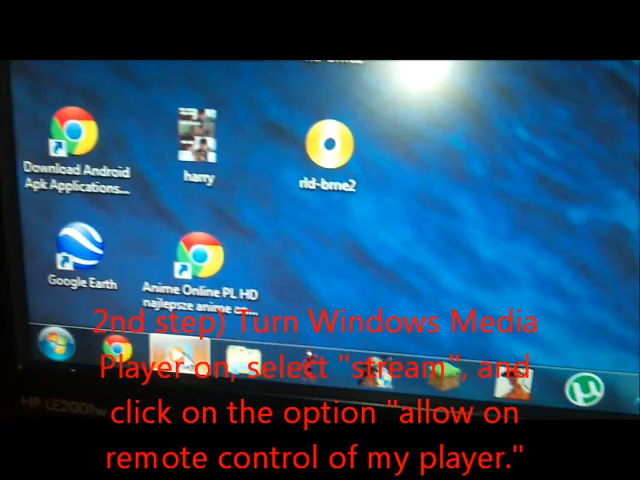 Download Android
Apk Applications...
harry
rld-bme2
Google Earth
Anime Online PL HD
najlepsze anime
2nd step) Turn Windows Media
Player on, select "stream", and
click on the option "allow on
remote control of my player."